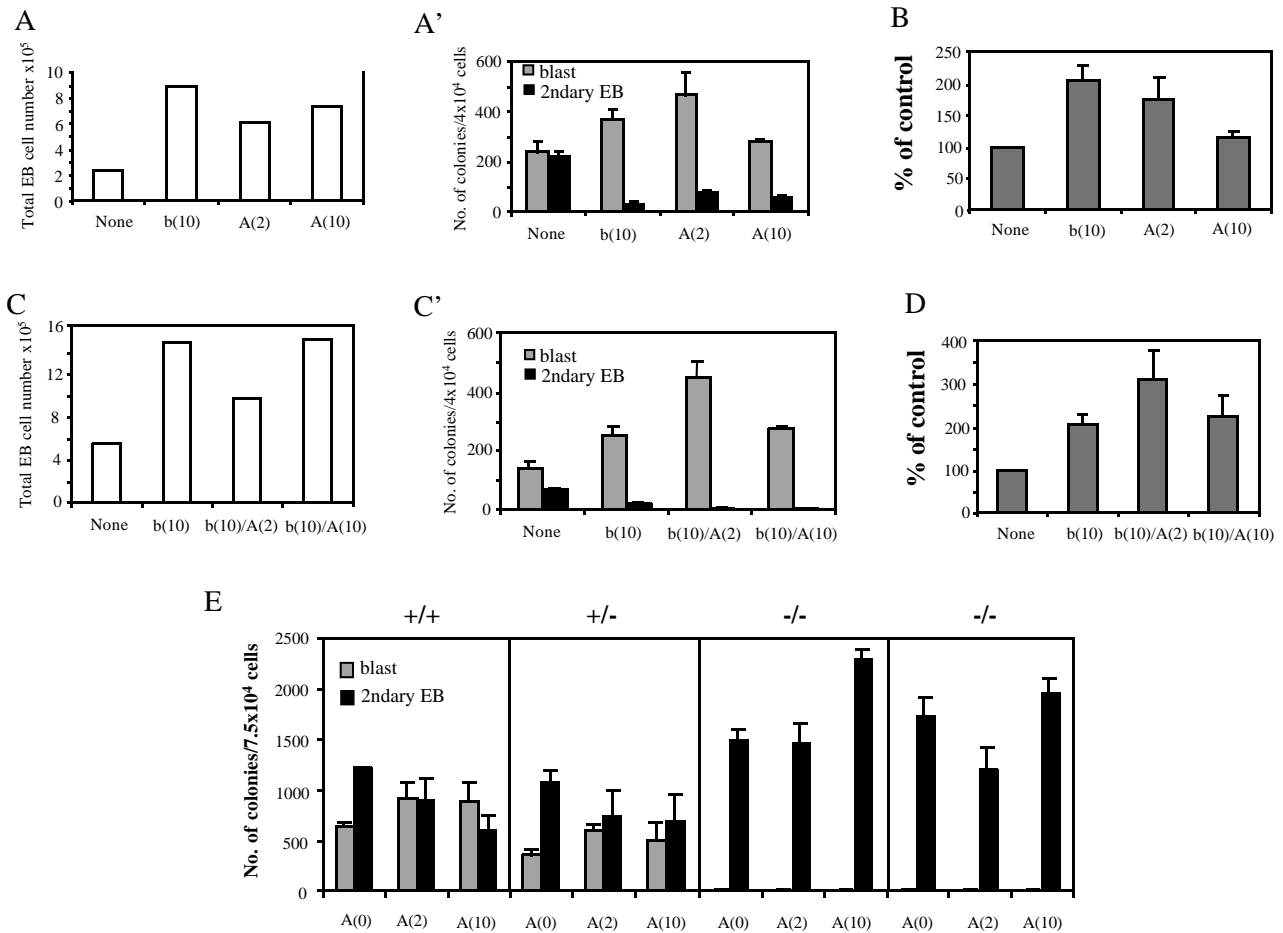 A
Total EB cell number x10⁵
10
8
6
4
2
0
None b(10) A(2) A(10)
A’
No. of colonies/4x10⁴ cells
600
400
200
0
blast
2ndary EB
None b(10) A(2) A(10)
B
% of control
250
200
150
100
50
0
None b(10) A(2) A(10)
C
Total EB cell number x10⁵
16
12
8
4
0
None b(10) b(10)/A(2) b(10)/A(10)
C’
No. of colonies/4x10⁴ cells
600
400
200
0
blast
2ndary EB
None b(10) b(10)/A(2) b(10)/A(10)
D
% of control
400
300
200
100
0
None b(10) b(10)/A(2) b(10)/A(10)
E
+/+ +/- -/- -/-
No. of colonies/7.5x10⁴ cells
2500
2000
1500
1000
500
0
blast
2ndary EB
A(0) A(2) A(10) A(0) A(2) A(10) A(0) A(2) A(10) A(0) A(2) A(10)